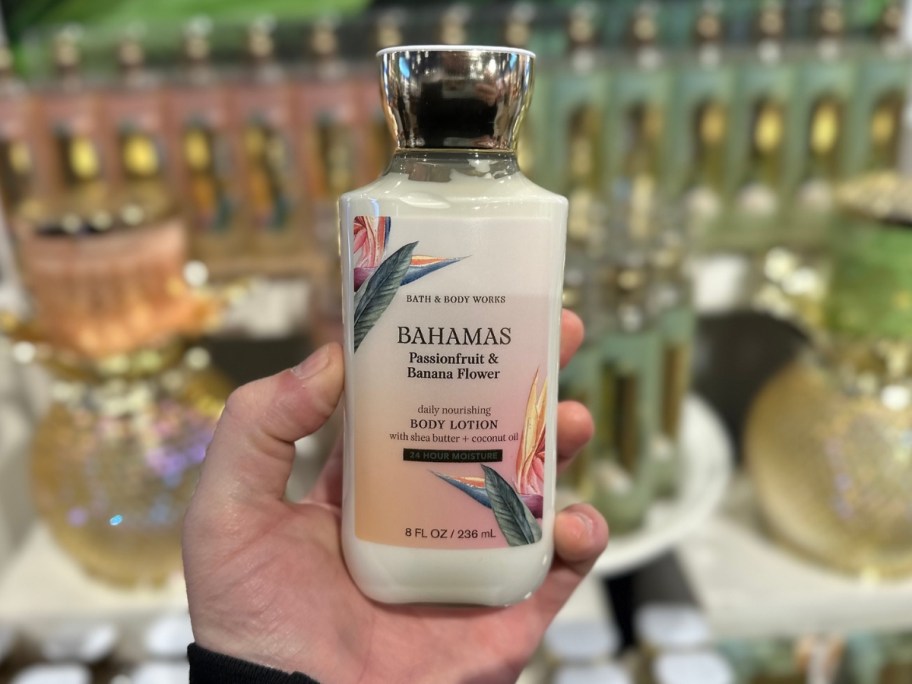 BATH & BODY WORKS
BAHAMAS
Passionfruit &
Banana Flower
daily nourishing
BODY LOTION
with shea butter + coconut oil
24 HOUR MOISTURE
8 FL OZ / 236 mL